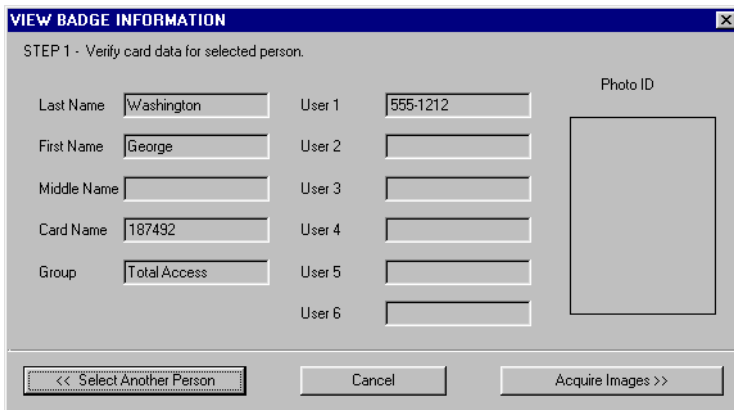 VIEW BADGE INFORMATION
STEP 1 - Verify card data for selected person.
Photo ID
Last Name Washington User 1 555-1212
First Name George User 2
Middle Name User 3
Card Name 187492 User 4
Group Total Access User 5
User 6
<< Select Another Person Cancel Acquire Images >>